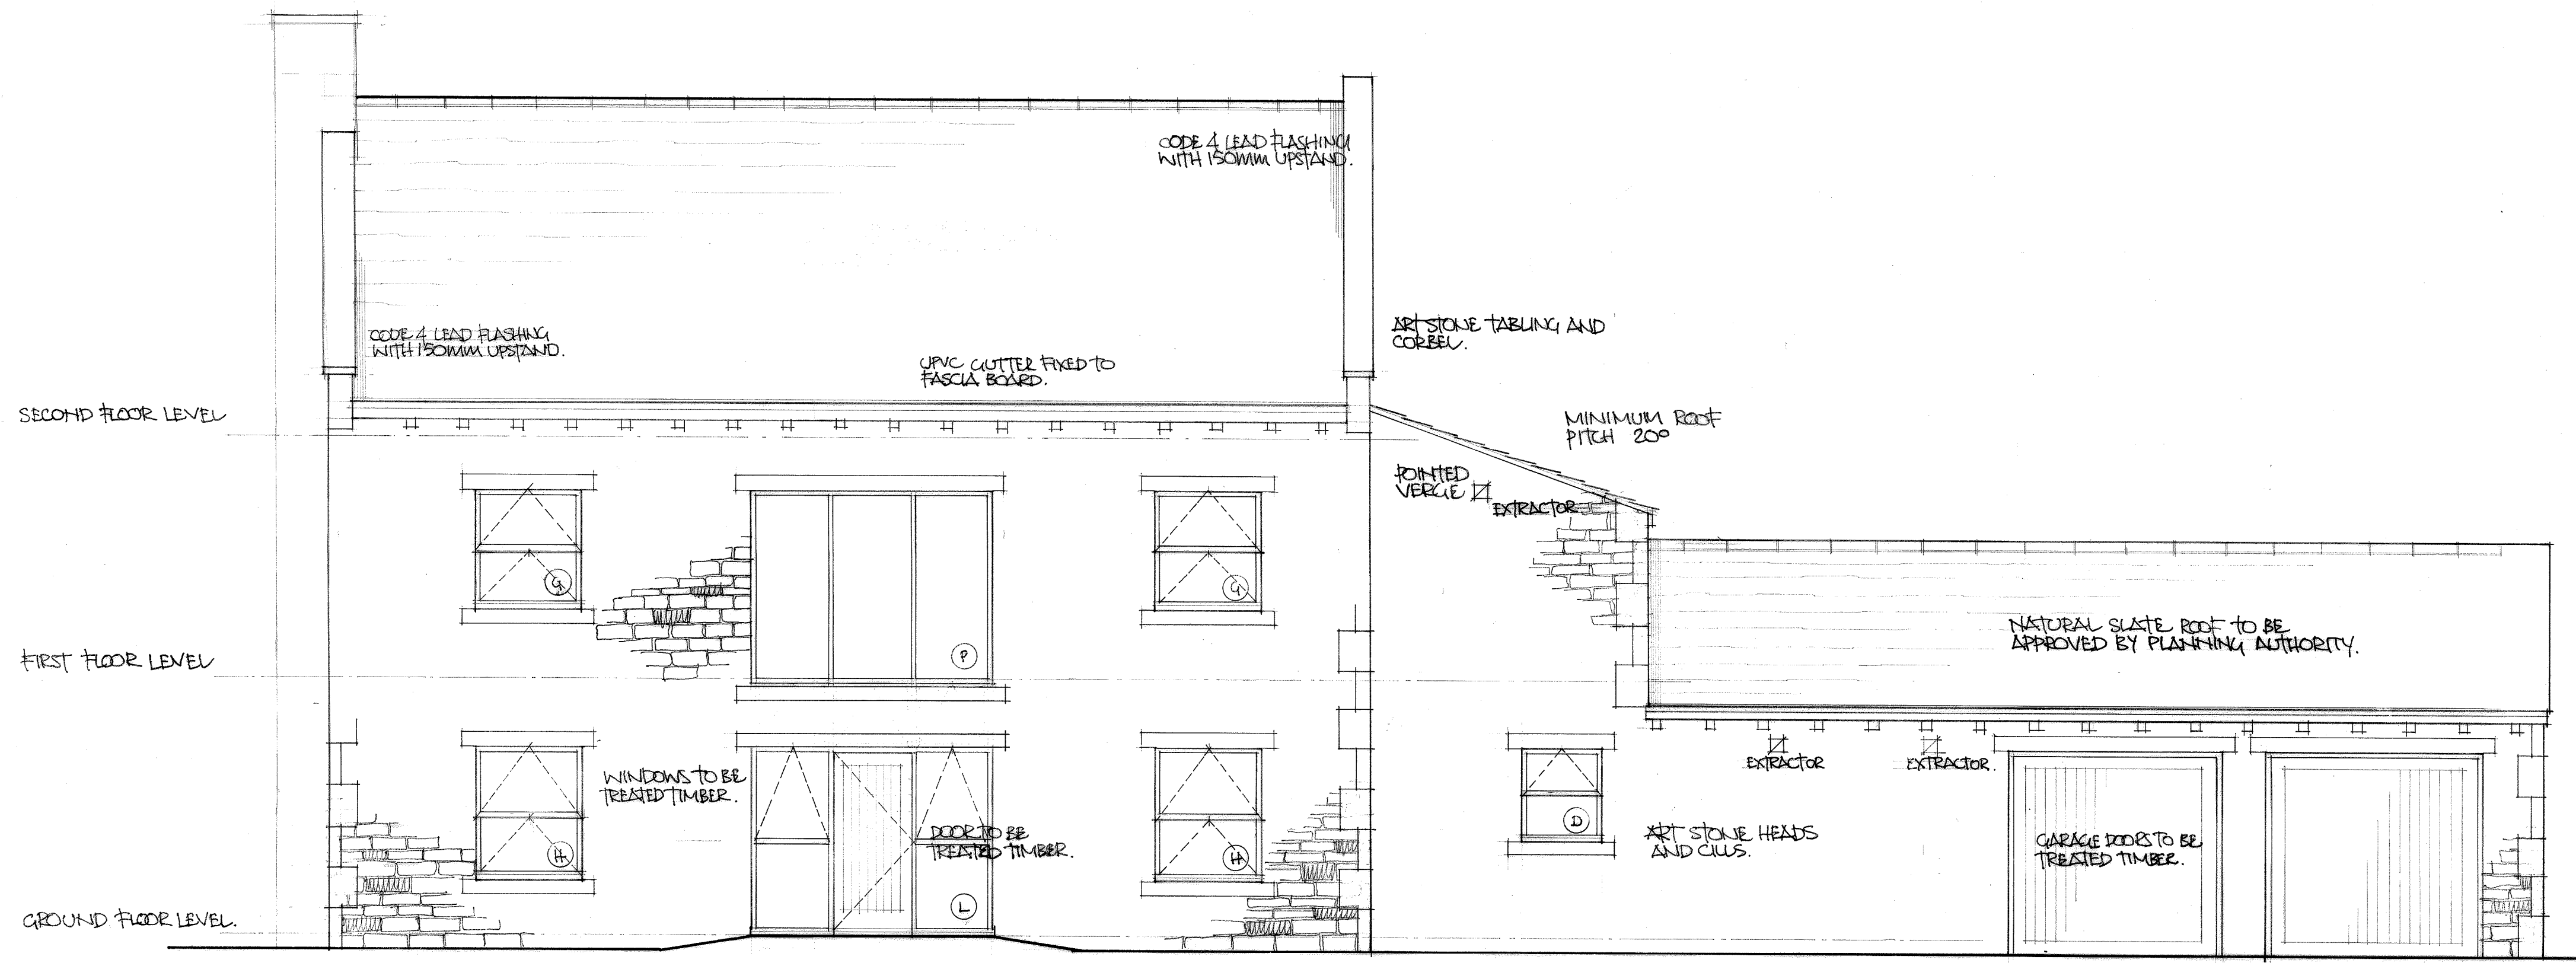 CODE 4 LEAD FLASHING
WITH 150MM UPSTAND.
CODE 4 LEAD FLASHING
WITH 150MM UPSTAND.
UPVC GUTTER FIXED TO
FASCIA BOARD.
ART STONE TABLING AND
CORBEL.
SECOND FLOOR LEVEL
MINIMUM ROOF
PITCH 20°
POINTED
VERGE
EXTRACTOR
G
G
P
FIRST FLOOR LEVEL
NATURAL SLATE ROOF TO BE
APPROVED BY PLANNING AUTHORITY.
WINDOWS TO BE
TREATED TIMBER.
EXTRACTOR
EXTRACTOR.
DOOR TO BE
TREATED TIMBER.
H
H
L
D
ART STONE HEADS
AND CILLS.
GARAGE DOORS TO BE
TREATED TIMBER.
GROUND FLOOR LEVEL.